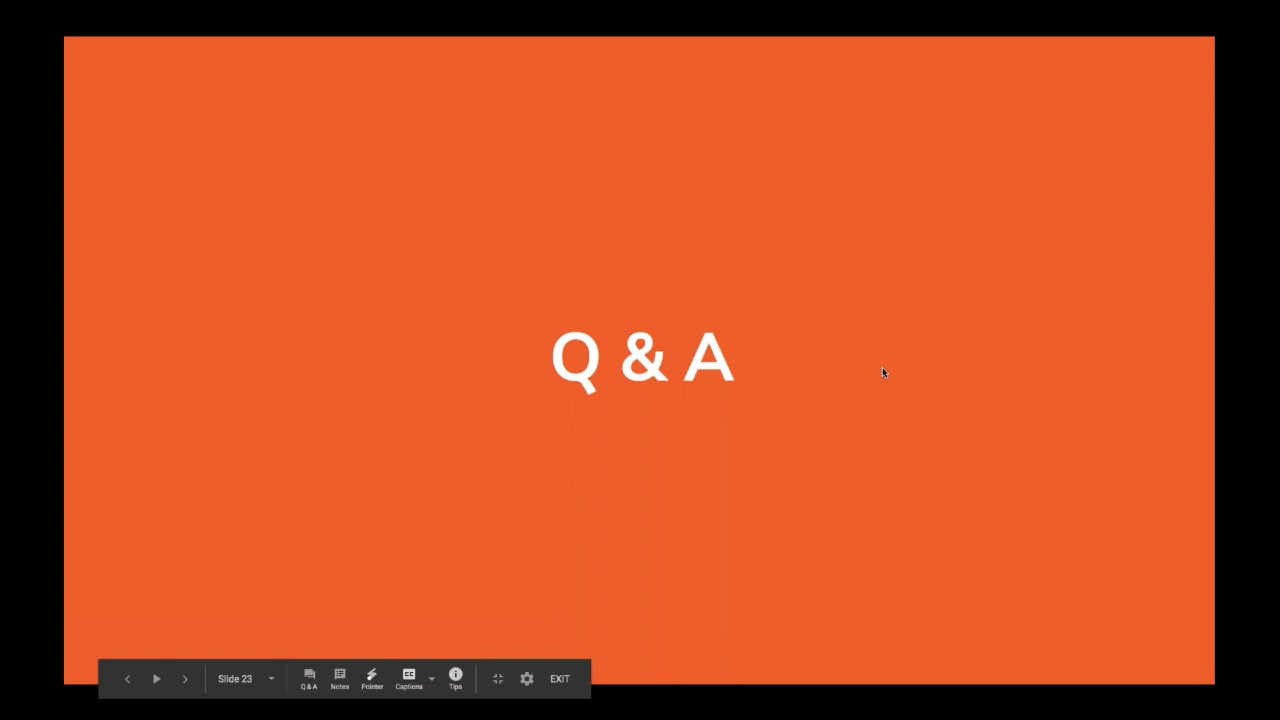 Q & A
Slide 23
Q & A
Notes
Pointer
CC
Captions
i
Tips
EXIT